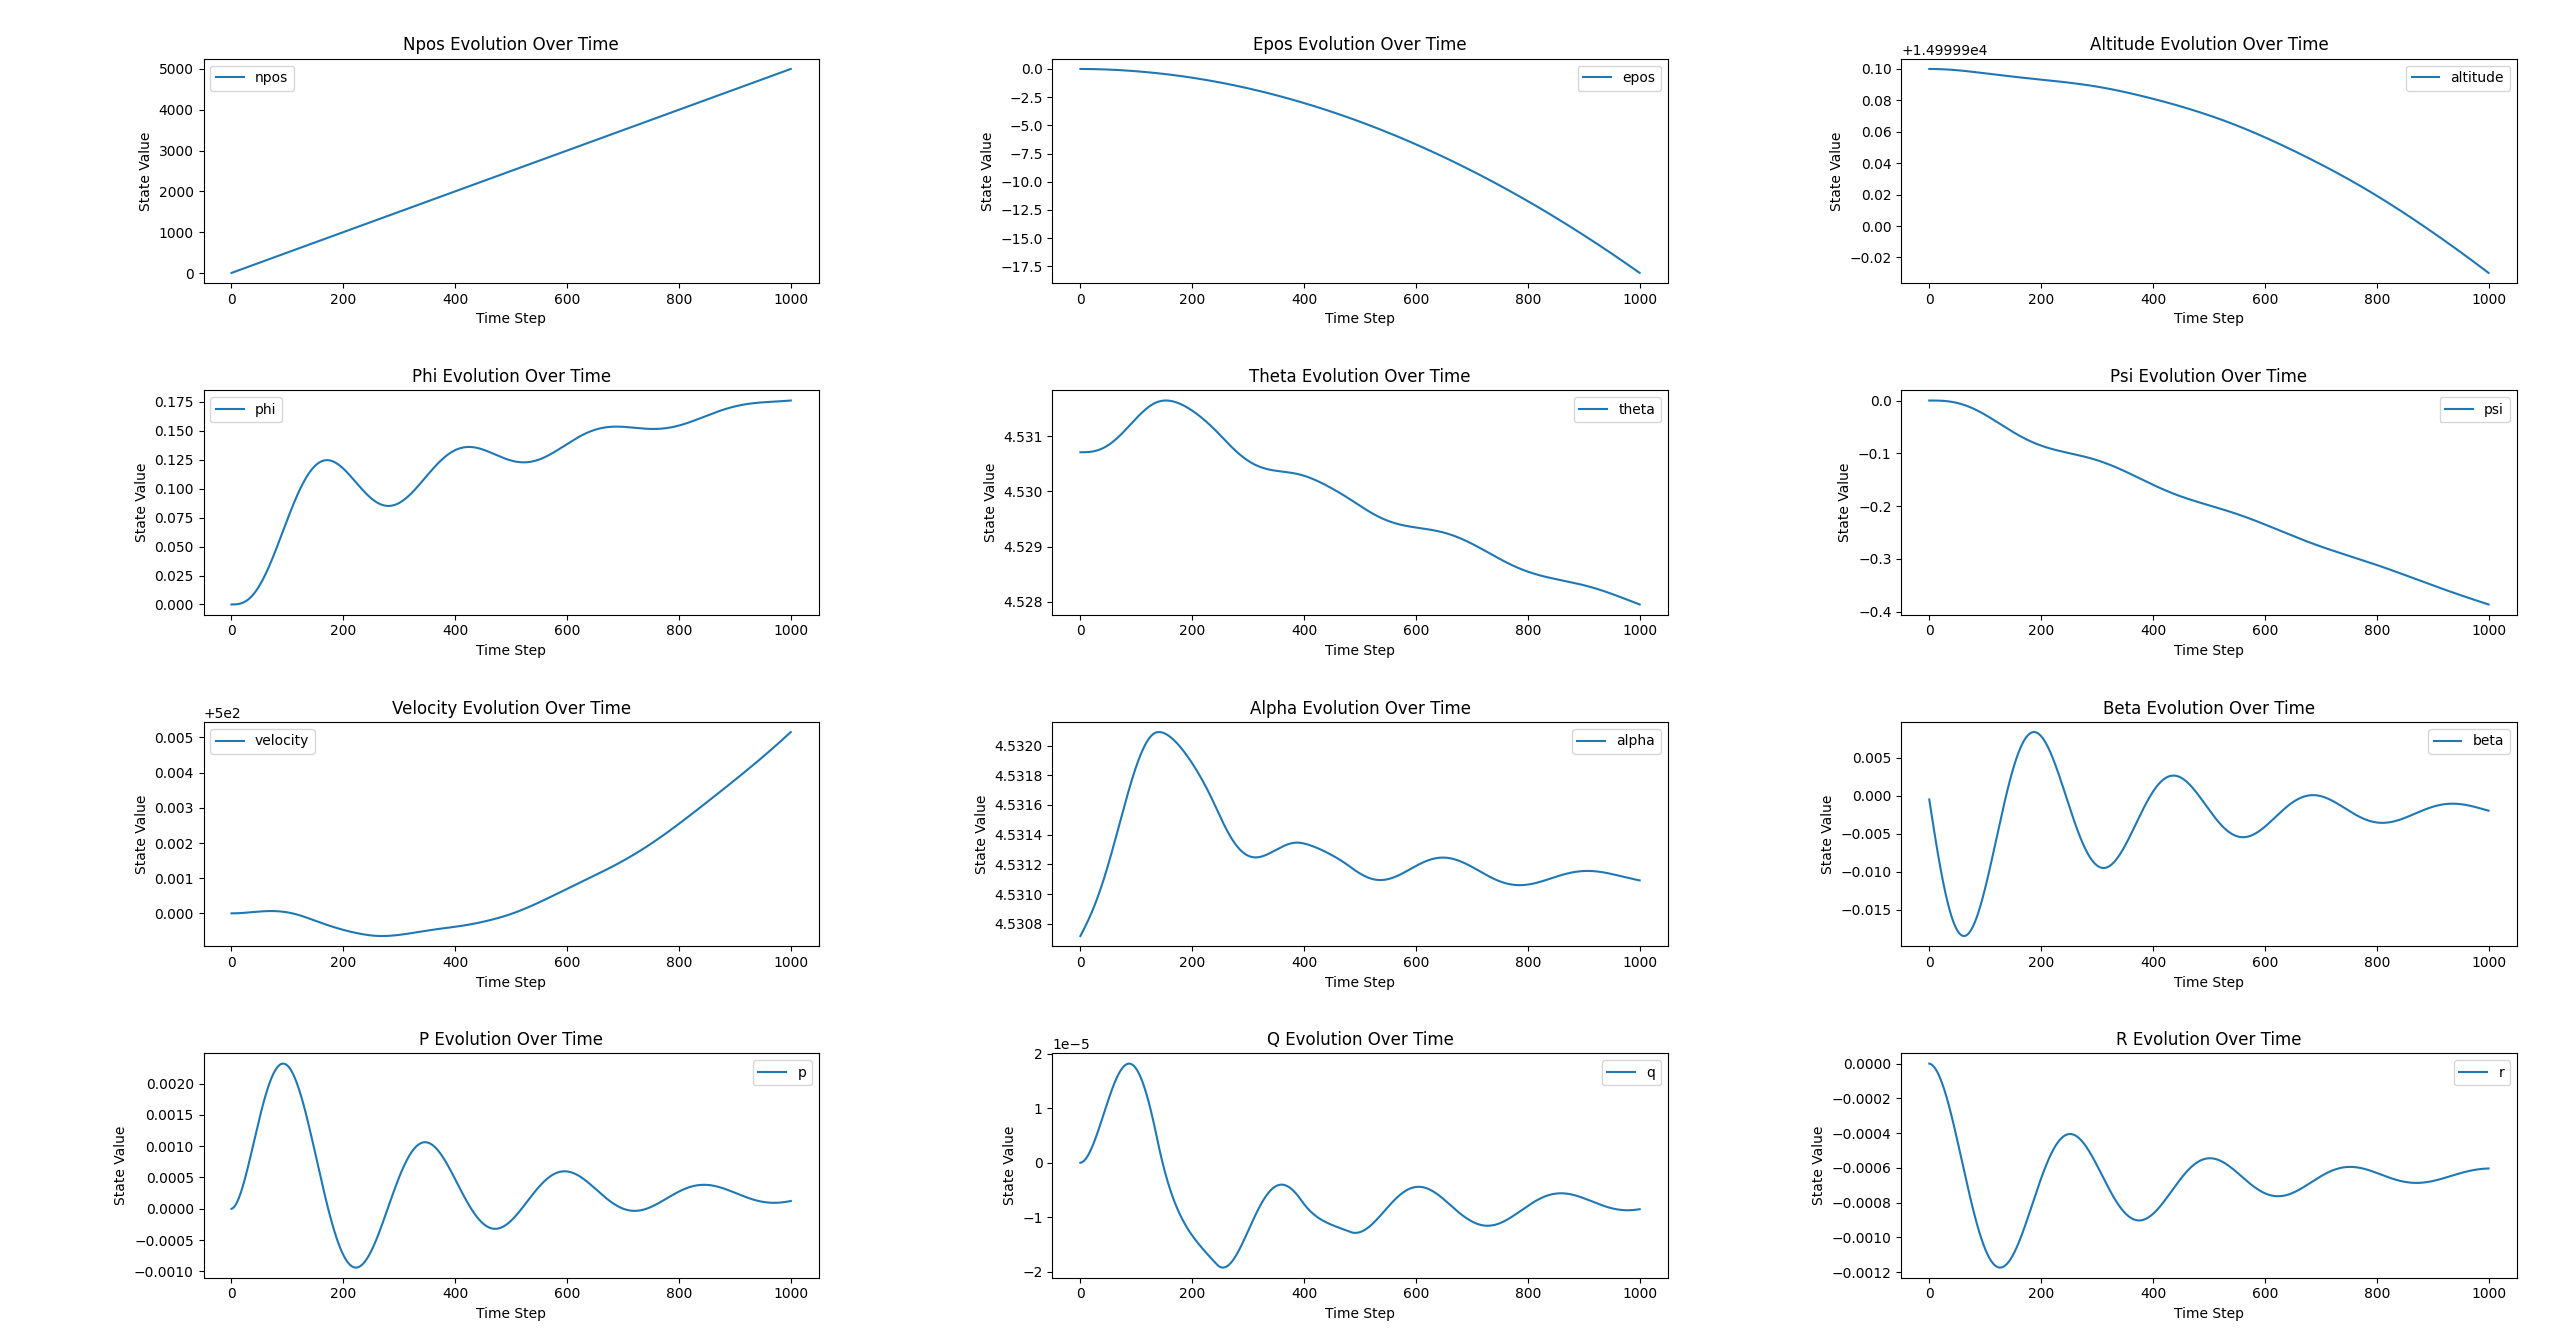 Npos Evolution Over Time
npos
State Value
5000
4000
3000
2000
1000
0
0 200 400 600 800 1000
Time Step
Epos Evolution Over Time
epos
State Value
0.0
−2.5
−5.0
−7.5
−10.0
−12.5
−15.0
−17.5
0 200 400 600 800 1000
Time Step
Altitude Evolution Over Time
+1.49999e4
altitude
State Value
0.10
0.08
0.06
0.04
0.02
0.00
−0.02
0 200 400 600 800 1000
Time Step
Phi Evolution Over Time
phi
State Value
0.175
0.150
0.125
0.100
0.075
0.050
0.025
0.000
0 200 400 600 800 1000
Time Step
Theta Evolution Over Time
theta
State Value
4.531
4.530
4.529
4.528
0 200 400 600 800 1000
Time Step
Psi Evolution Over Time
psi
State Value
0.0
−0.1
−0.2
−0.3
−0.4
0 200 400 600 800 1000
Time Step
Velocity Evolution Over Time
+5e2
velocity
State Value
0.005
0.004
0.003
0.002
0.001
0.000
0 200 400 600 800 1000
Time Step
Alpha Evolution Over Time
alpha
State Value
4.5320
4.5318
4.5316
4.5314
4.5312
4.5310
4.5308
0 200 400 600 800 1000
Time Step
Beta Evolution Over Time
beta
State Value
0.005
0.000
−0.005
−0.010
−0.015
0 200 400 600 800 1000
Time Step
P Evolution Over Time
p
State Value
0.0020
0.0015
0.0010
0.0005
0.0000
−0.0005
−0.0010
0 200 400 600 800 1000
Time Step
Q Evolution Over Time
1e−5
q
State Value
2
1
0
−1
−2
0 200 400 600 800 1000
Time Step
R Evolution Over Time
r
State Value
0.0000
−0.0002
−0.0004
−0.0006
−0.0008
−0.0010
−0.0012
0 200 400 600 800 1000
Time Step